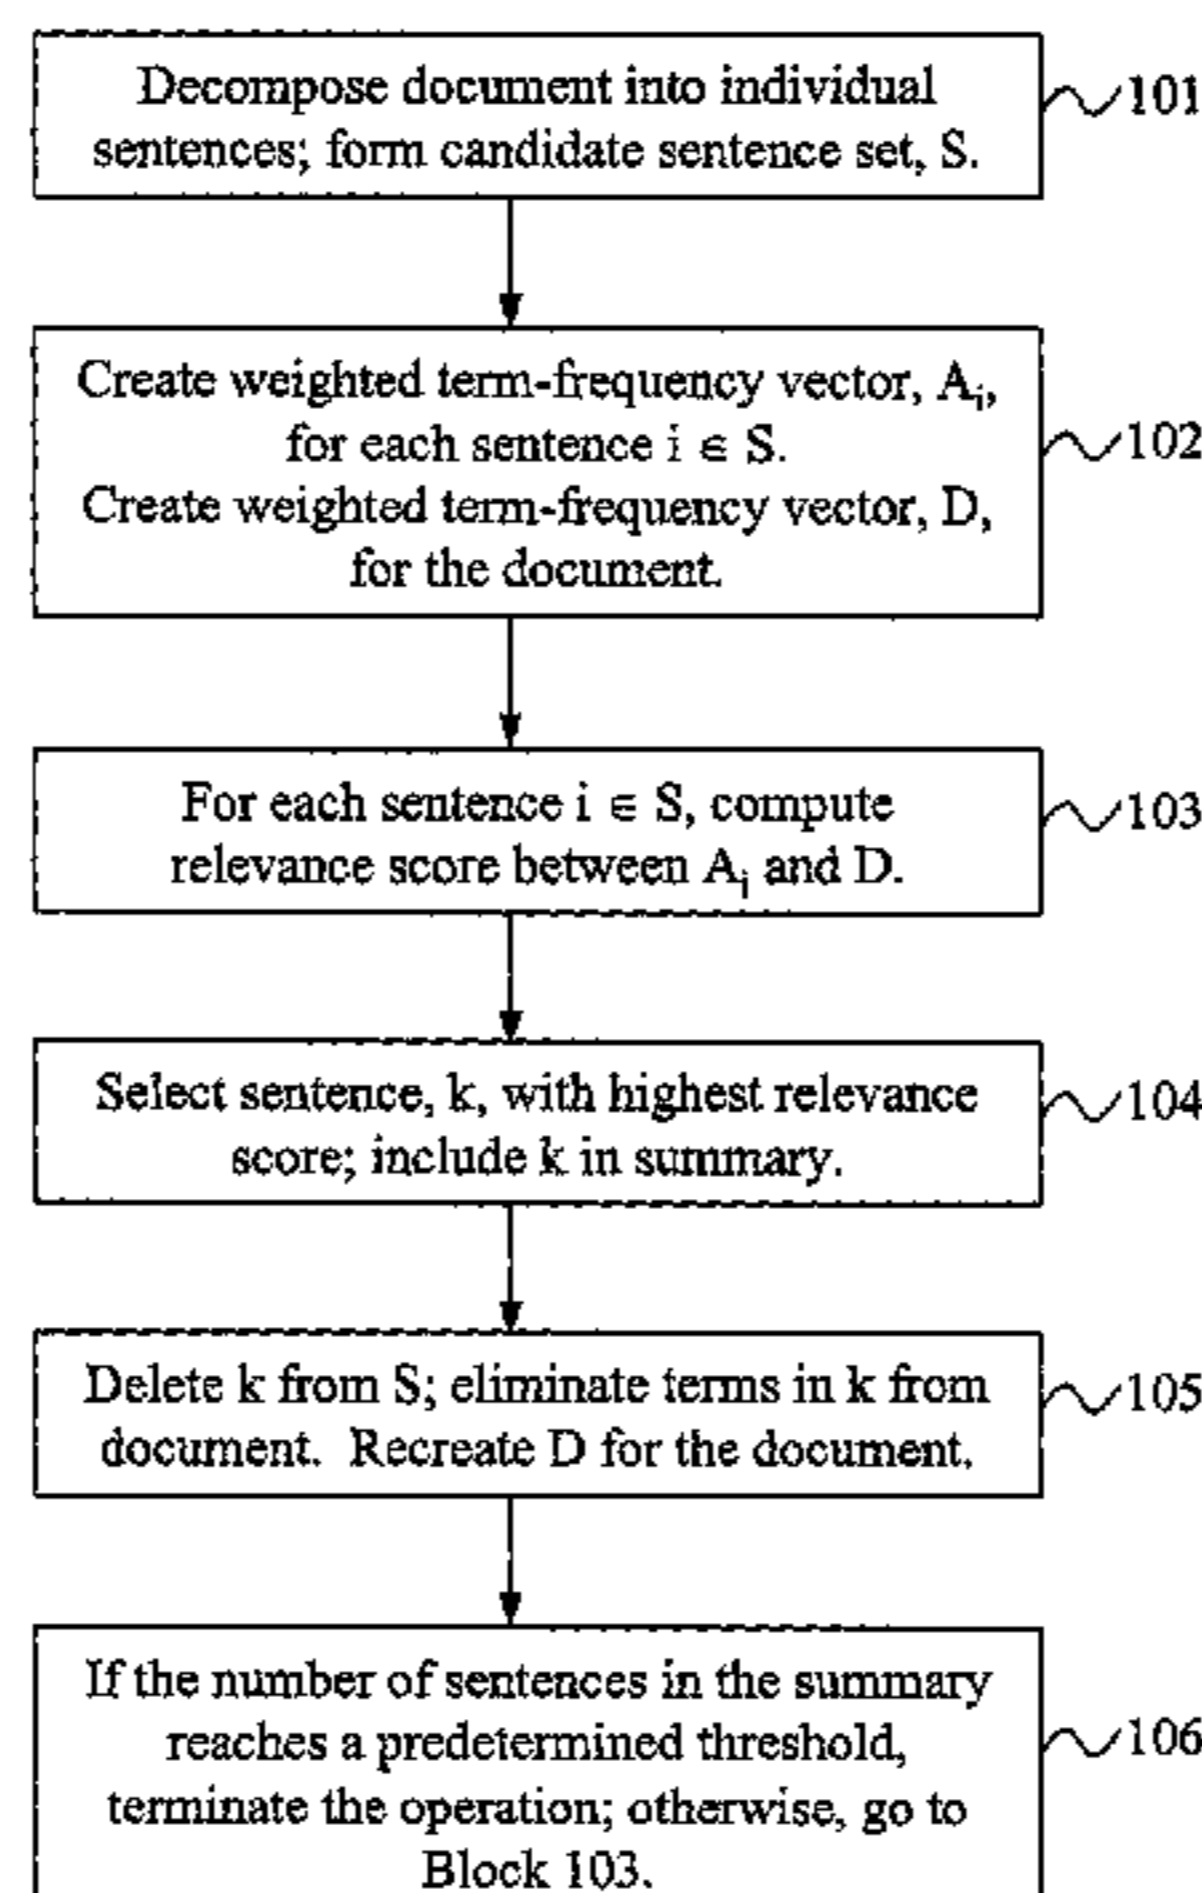 Decompose document into individual
sentences; form candidate sentence set, S.
101
Create weighted term-frequency vector, Aᵢ,
for each sentence i ∈ S.
Create weighted term-frequency vector, D,
for the document.
102
For each sentence i ∈ S, compute
relevance score between Aᵢ and D.
103
Select sentence, k, with highest relevance
score; include k in summary.
104
Delete k from S; eliminate terms in k from
document. Recreate D for the document.
105
If the number of sentences in the summary
reaches a predetermined threshold,
terminate the operation; otherwise, go to
Block 103.
106